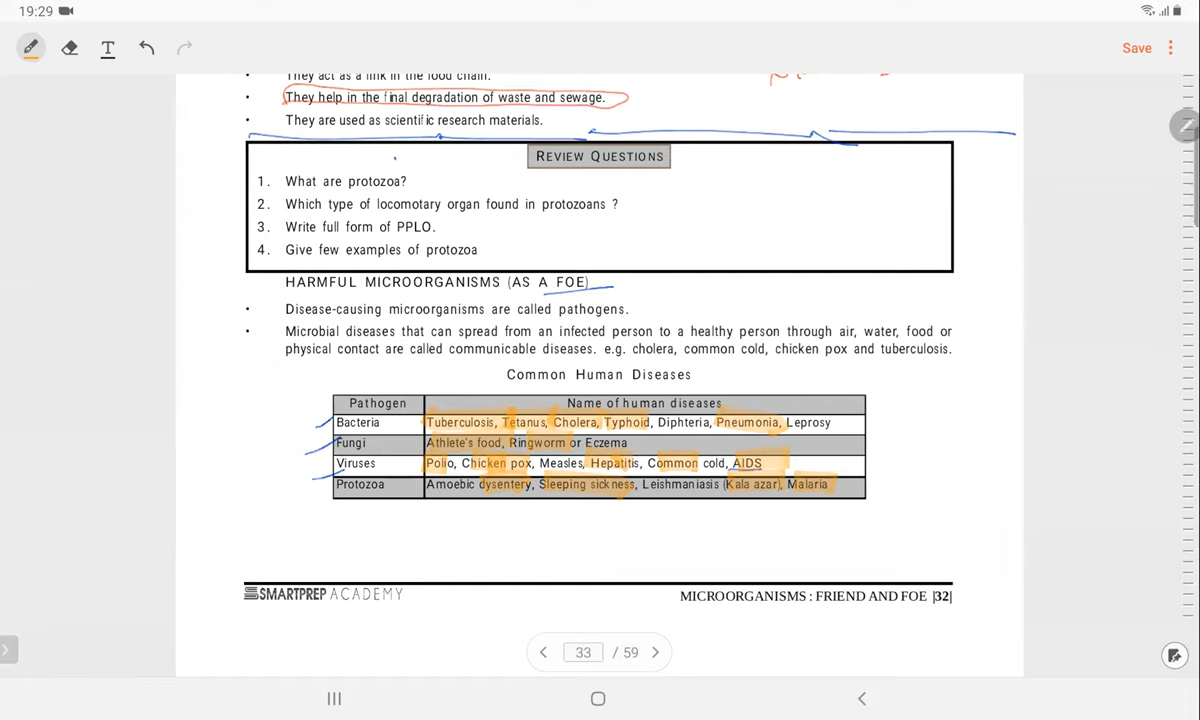 19:29
Save
They act as a link in the food chain.
They help in the final degradation of waste and sewage.
They are used as scientific research materials.
REVIEW QUESTIONS
1. What are protozoa?
2. Which type of locomotary organ found in protozoans ?
3. Write full form of PPLO.
4. Give few examples of protozoa
HARMFUL MICROORGANISMS (AS A FOE)
Disease-causing microorganisms are called pathogens.
Microbial diseases that can spread from an infected person to a healthy person through air, water, food or
physical contact are called communicable diseases. e.g. cholera, common cold, chicken pox and tuberculosis.
Common Human Diseases
Pathogen Name of human diseases
Bacteria Tuberculosis, Tetanus, Cholera, Typhoid, Diphteria, Pneumonia, Leprosy
Fungi Athlete's food, Ringworm or Eczema
Viruses Polio, Chicken pox, Measles, Hepatitis, Common cold, AIDS
Protozoa Amoebic dysentery, Sleeping sickness, Leishmaniasis (Kala azar), Malaria
SMARTPREP ACADEMY MICROORGANISMS : FRIEND AND FOE |32|
33 / 59